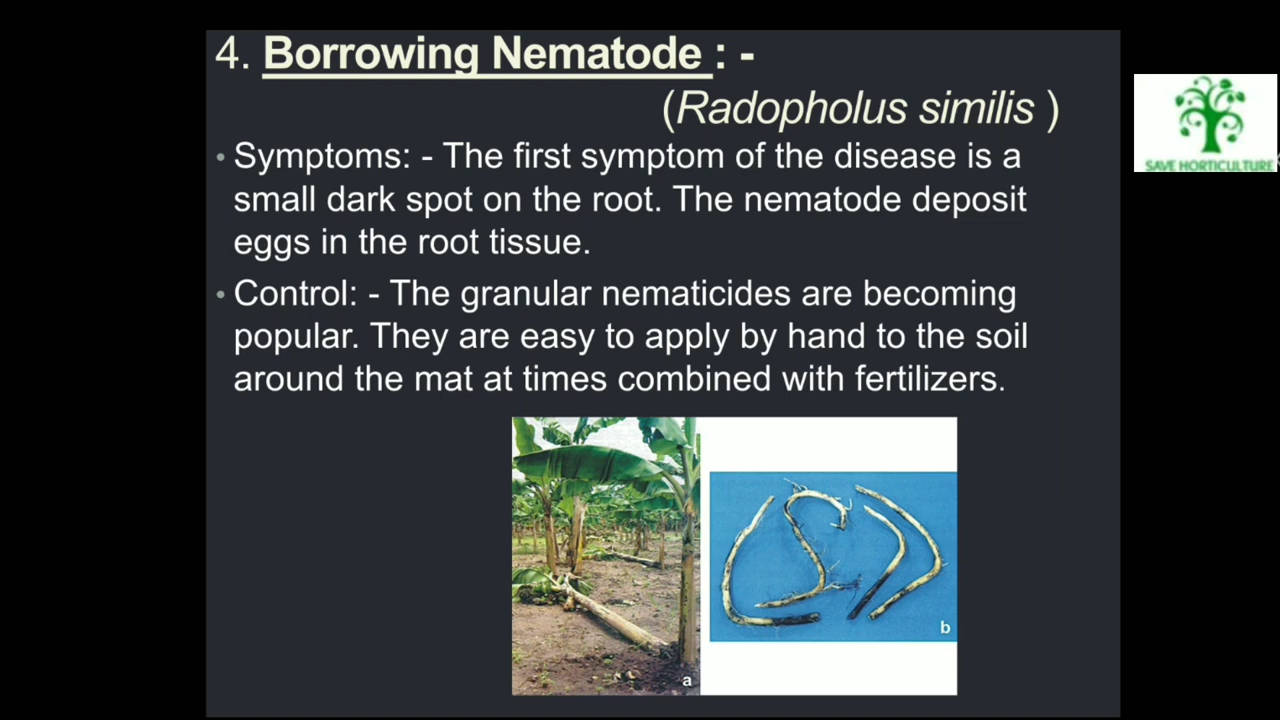 4. Borrowing Nematode : -
(Radopholus similis )
• Symptoms: - The first symptom of the disease is a
small dark spot on the root. The nematode deposit
eggs in the root tissue.
• Control: - The granular nematicides are becoming
popular. They are easy to apply by hand to the soil
around the mat at times combined with fertilizers.
a
b
SAVE HORTICULTURE